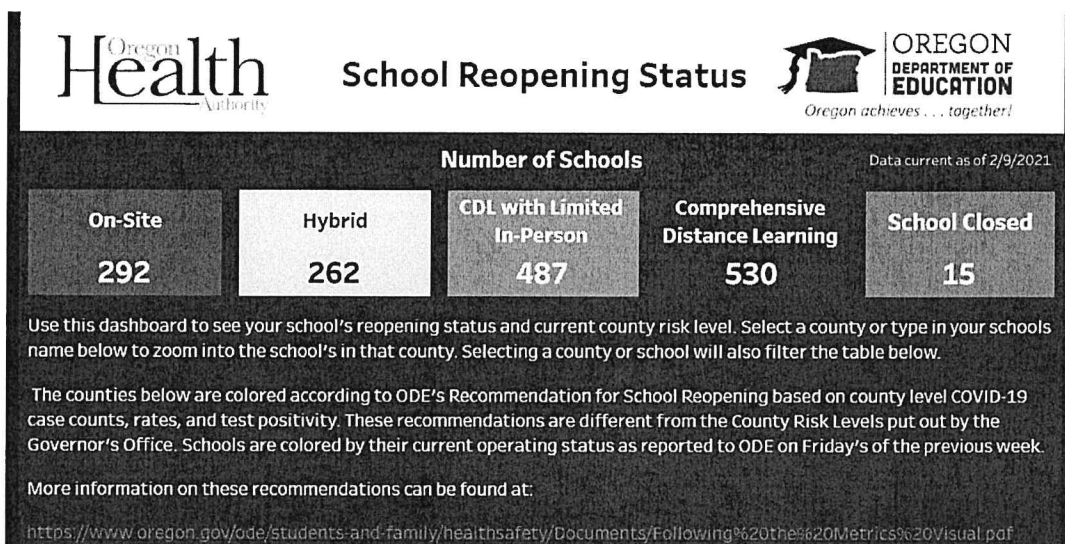 Oregon
Health
Authority
School Reopening Status
OREGON
DEPARTMENT OF
EDUCATION
Oregon achieves . . . together!
Number of Schools
Data current as of 2/9/2021
On-Site
292
Hybrid
262
CDL with Limited
In-Person
487
Comprehensive
Distance Learning
530
School Closed
15
Use this dashboard to see your school's reopening status and current county risk level. Select a county or type in your schools
name below to zoom into the school's in that county. Selecting a county or school will also filter the table below.
The counties below are colored according to ODE's Recommendation for School Reopening based on county level COVID-19
case counts, rates, and test positivity. These recommendations are different from the County Risk Levels put out by the
Governor's Office. Schools are colored by their current operating status as reported to ODE on Friday's of the previous week.
More information on these recommendations can be found at:
https://www.oregon.gov/ode/students-and-family/healthsafety/Documents/Following%20the%20Metrics%20Visual.pdf